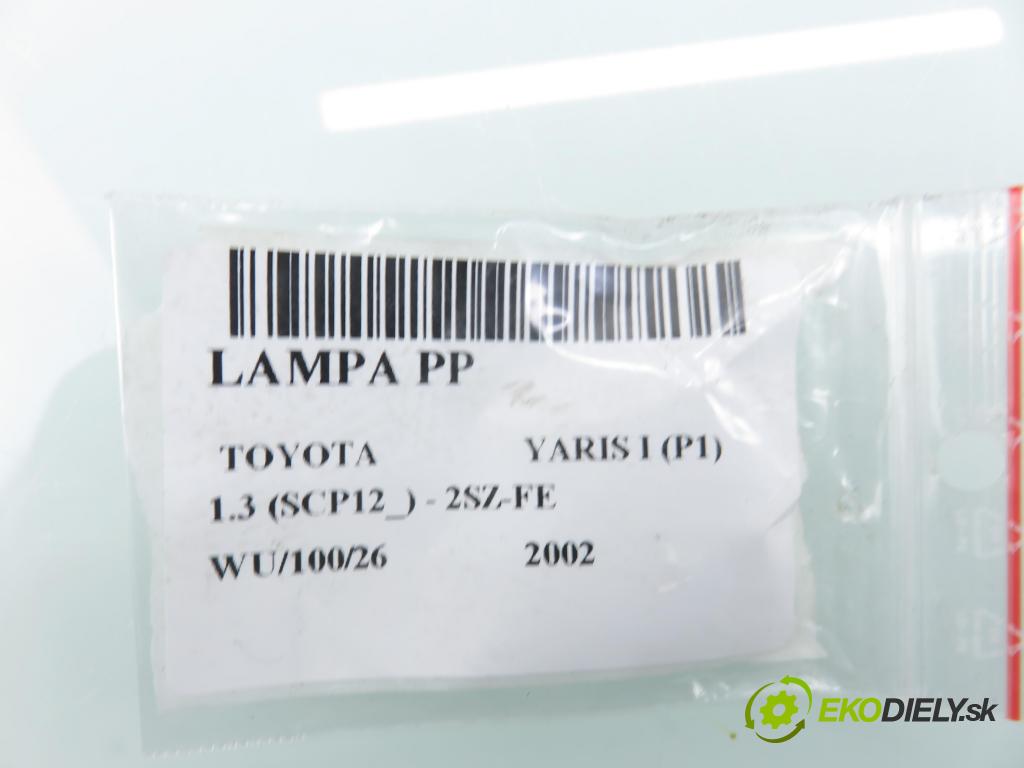 LAMPA PP
TOYOTA YARIS I (P1)
1.3 (SCP12_) - 2SZ-FE
WU/100/26 2002
EKODIELY.sk